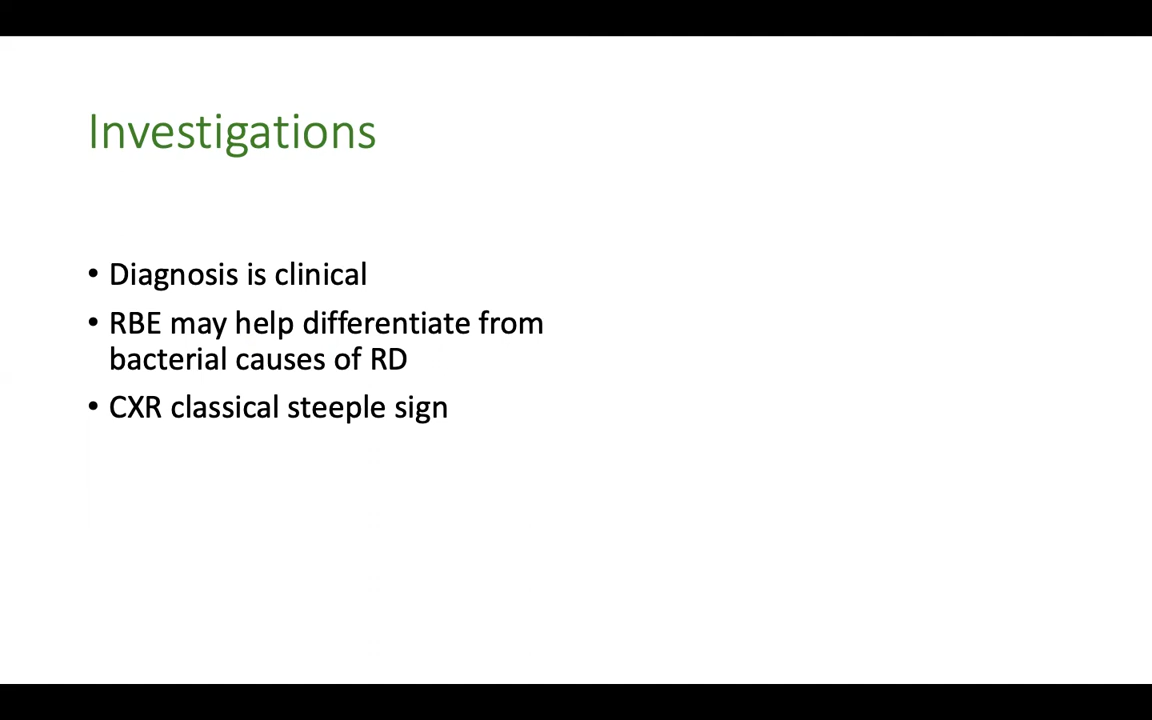 Investigations
• Diagnosis is clinical
• RBE may help differentiate from
bacterial causes of RD
• CXR classical steeple sign